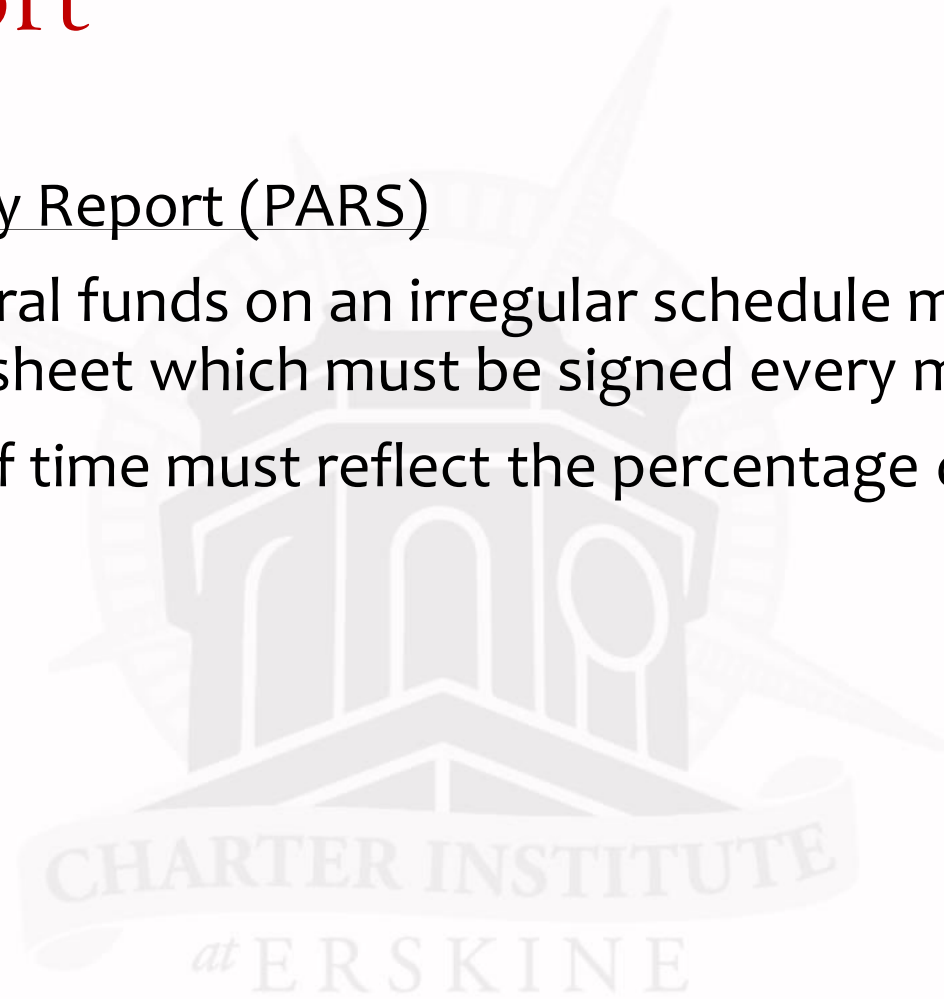 ort
y Report (PARS)
ral funds on an irregular schedule m
sheet which must be signed every m
f time must reflect the percentage
CHARTER INSTITUTE
at ERSKINE